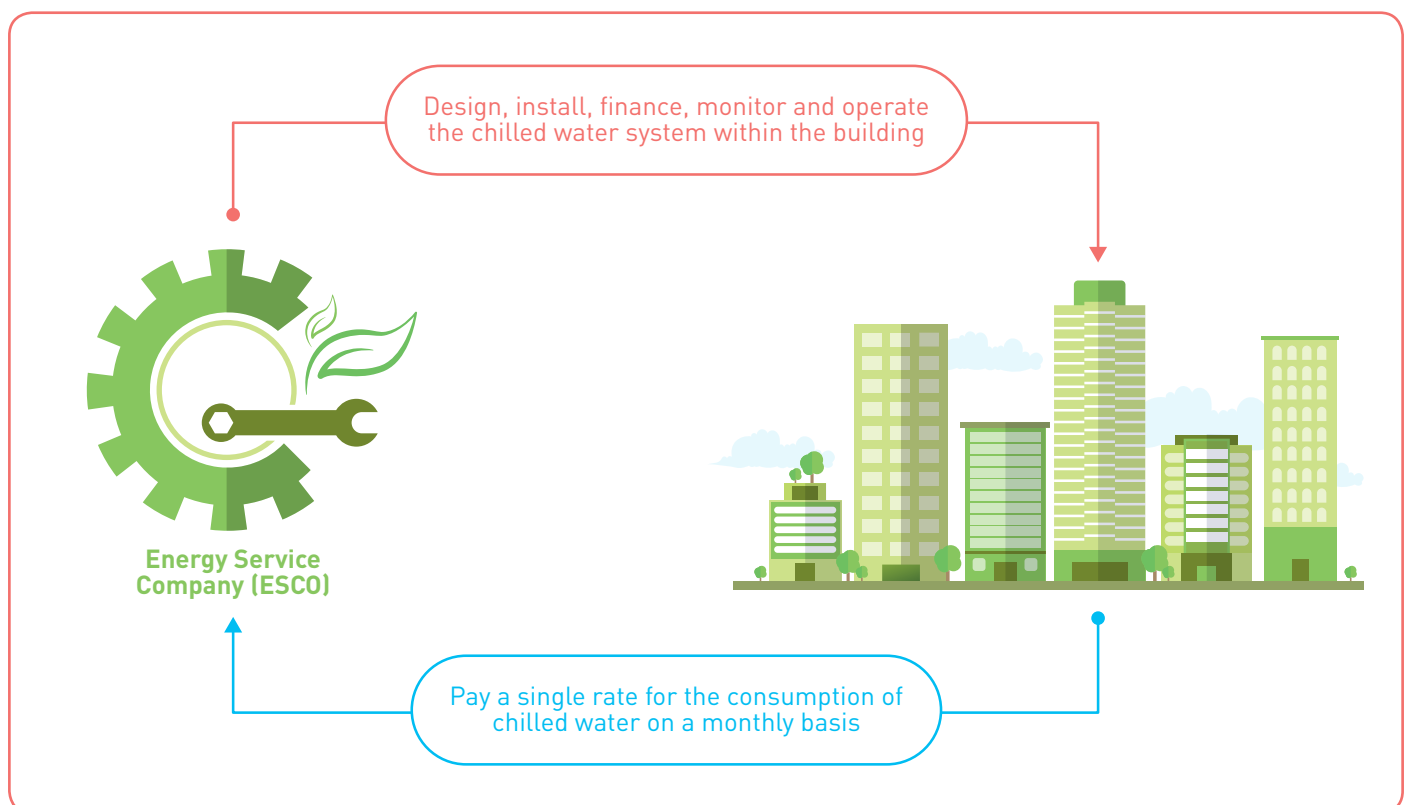 Design, install, finance, monitor and operate
the chilled water system within the building
Energy Service
Company (ESCO)
Pay a single rate for the consumption of
chilled water on a monthly basis